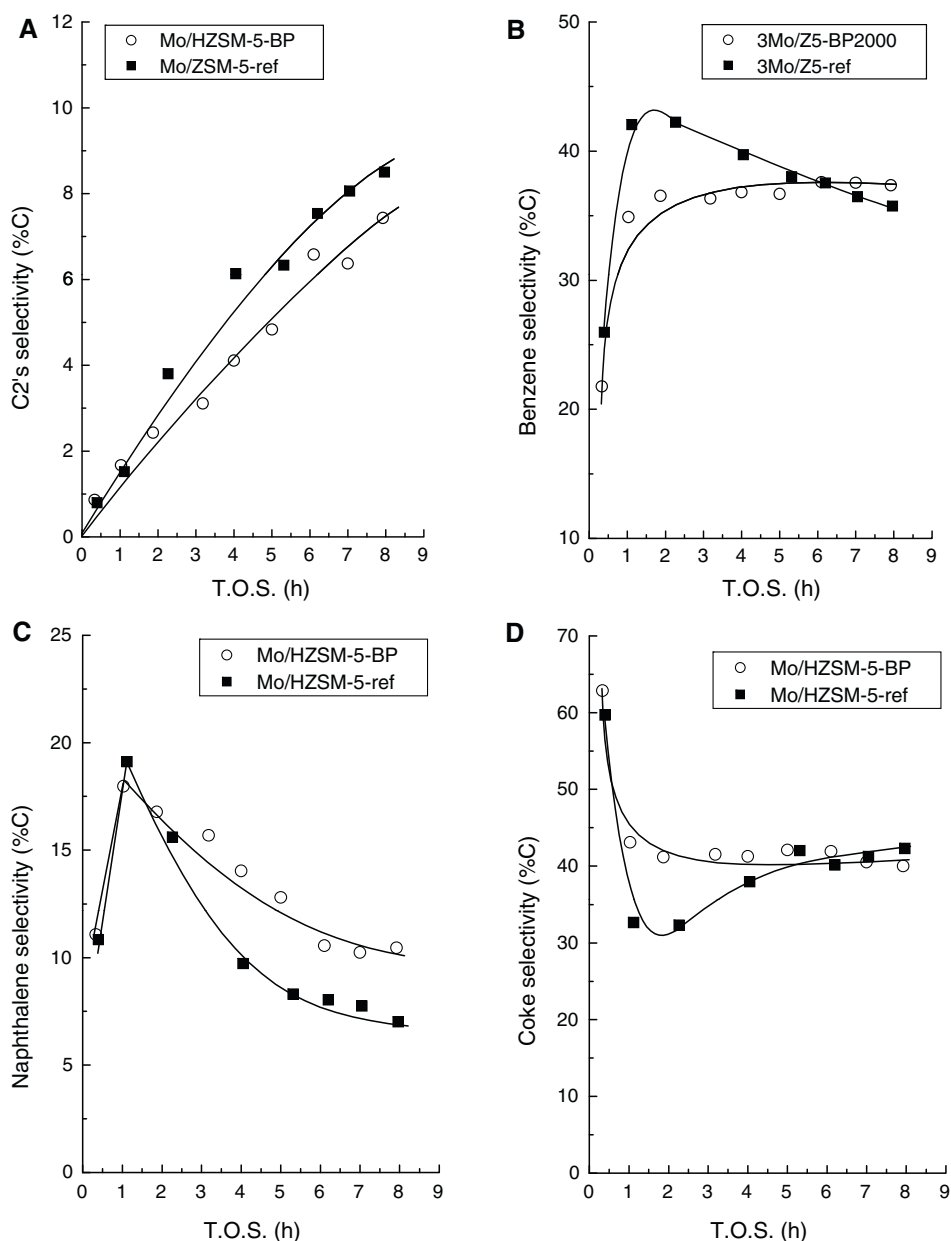 A
Mo/HZSM-5-BP
Mo/ZSM-5-ref
C2's selectivity (%C)
12
10
8
6
4
2
0
0 1 2 3 4 5 6 7 8 9
T.O.S. (h)
B
3Mo/Z5-BP2000
3Mo/Z5-ref
Benzene selectivity (%C)
50
40
30
20
10
0 1 2 3 4 5 6 7 8 9
T.O.S. (h)
C
Mo/HZSM-5-BP
Mo/HZSM-5-ref
Naphthalene selectivity (%C)
25
20
15
10
5
0
0 1 2 3 4 5 6 7 8 9
T.O.S. (h)
D
Mo/HZSM-5-BP
Mo/HZSM-5-ref
Coke selectivity (%C)
70
60
50
40
30
20
10
0
0 1 2 3 4 5 6 7 8 9
T.O.S. (h)